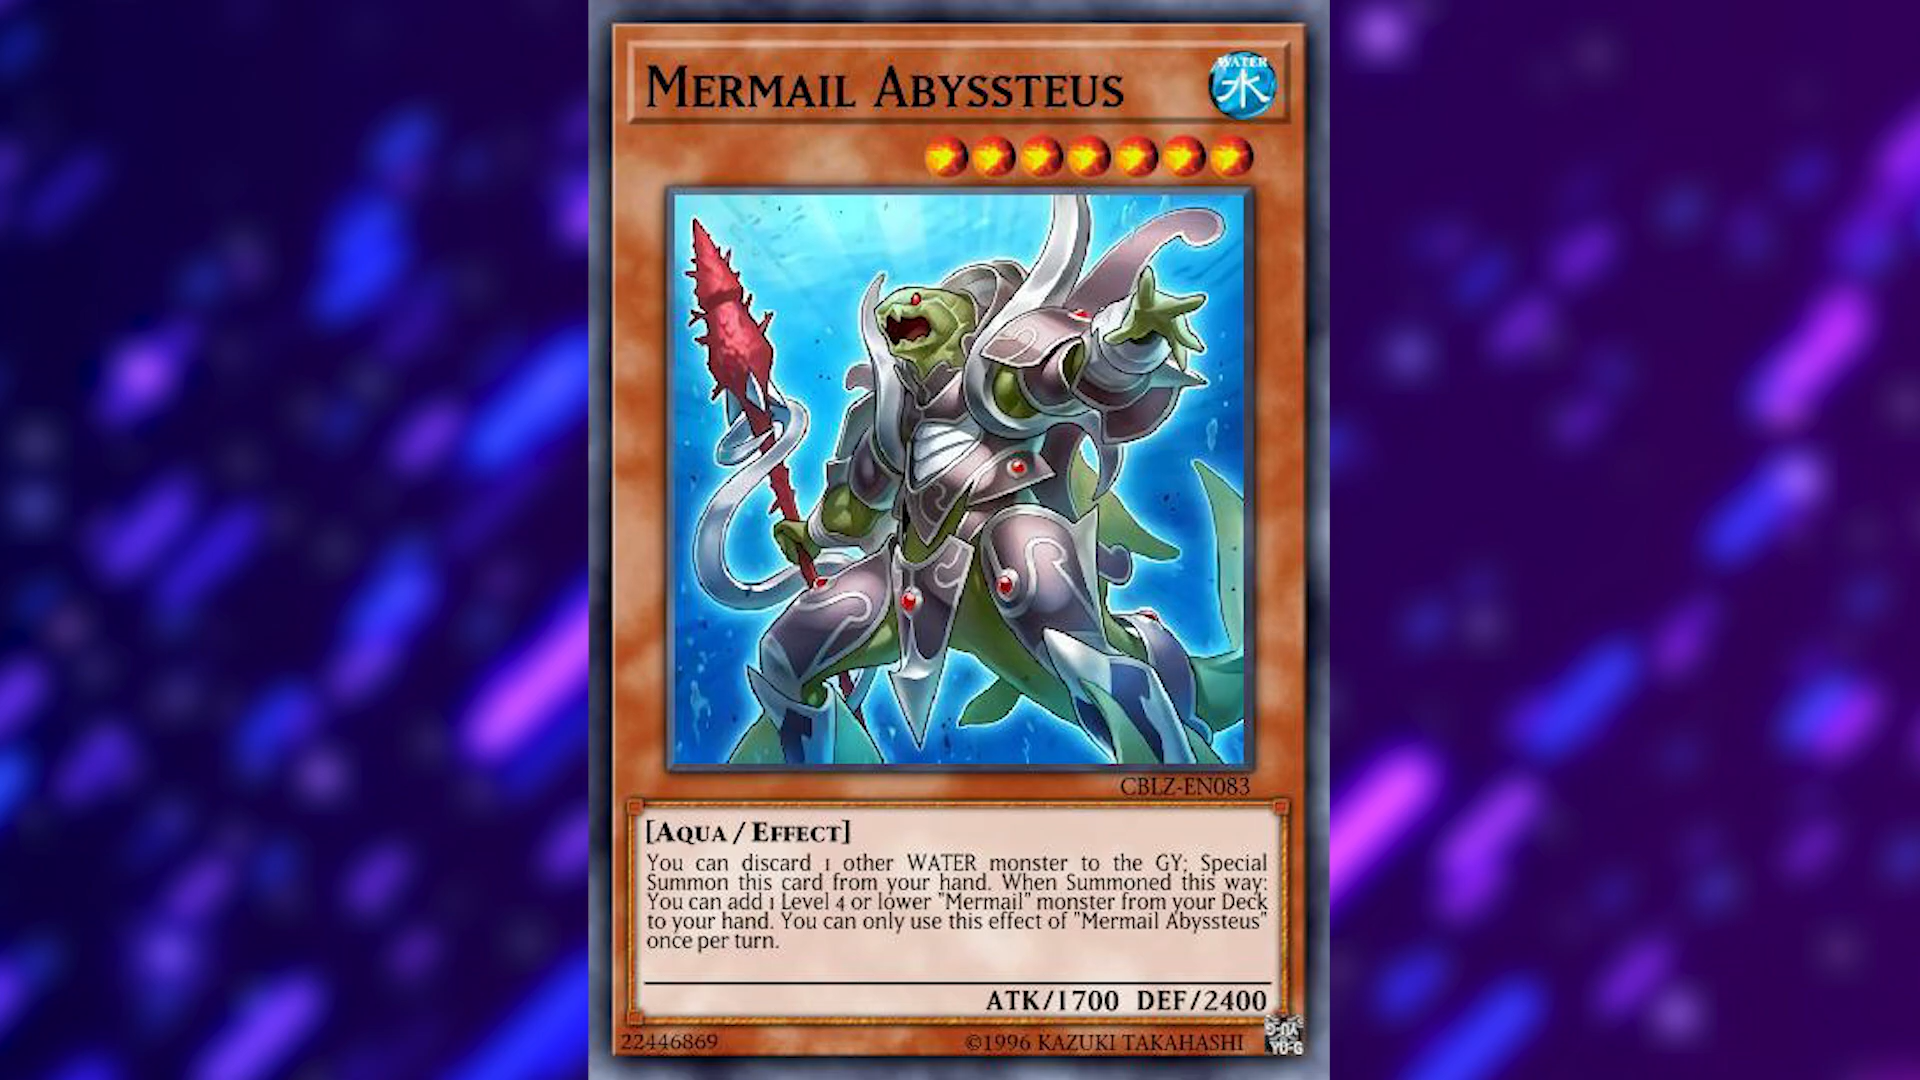 MERMAIL ABYSSTEUS
WATER
水
CBLZ-EN083
[AQUA / EFFECT]
You can discard 1 other WATER monster to the GY; Special
Summon this card from your hand. When Summoned this way:
You can add 1 Level 4 or lower "Mermail" monster from your Deck
to your hand. You can only use this effect of "Mermail Abyssteus"
once per turn.
ATK/1700 DEF/2400
22446869
©1996 KAZUKI TAKAHASHI